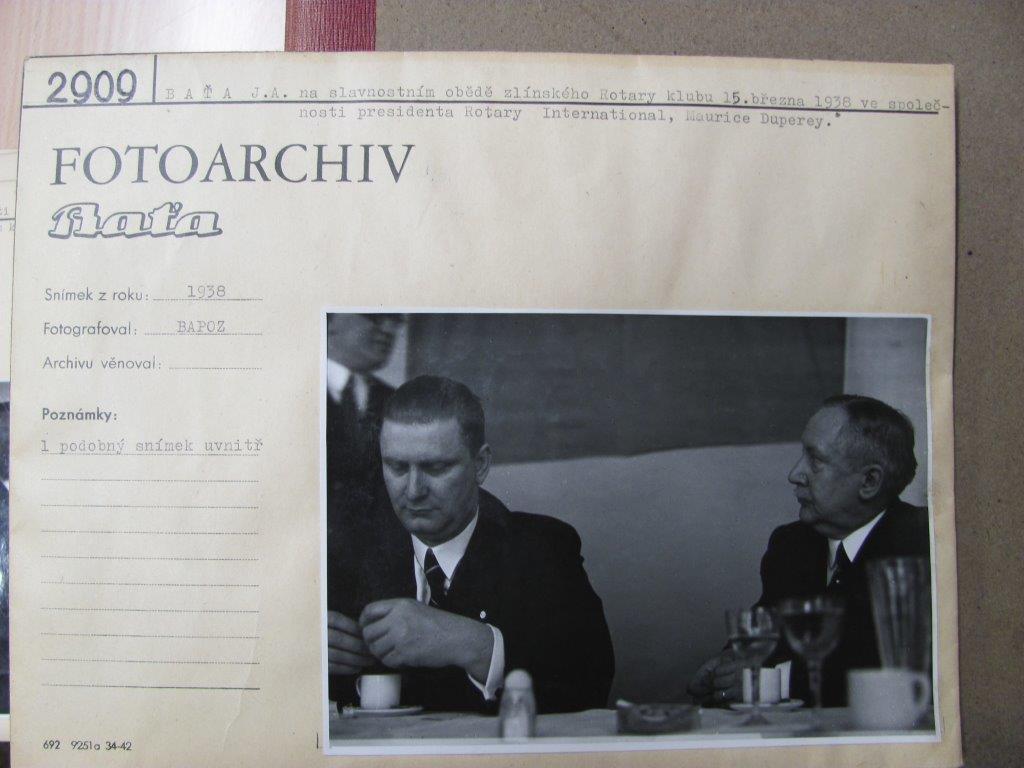 2909
BAŤA J.A. na slavnostním obědě zlínského Rotary klubu 15.března 1938 ve společ-
nosti presidenta Rotary International, Maurice Duperey.
FOTOARCHIV
Baťa
Snímek z roku: 1938
Fotografoval: BAPOZ
Archivu věnoval:
Poznámky:
1 podobný snímek uvnitř
692 9251a 34-42